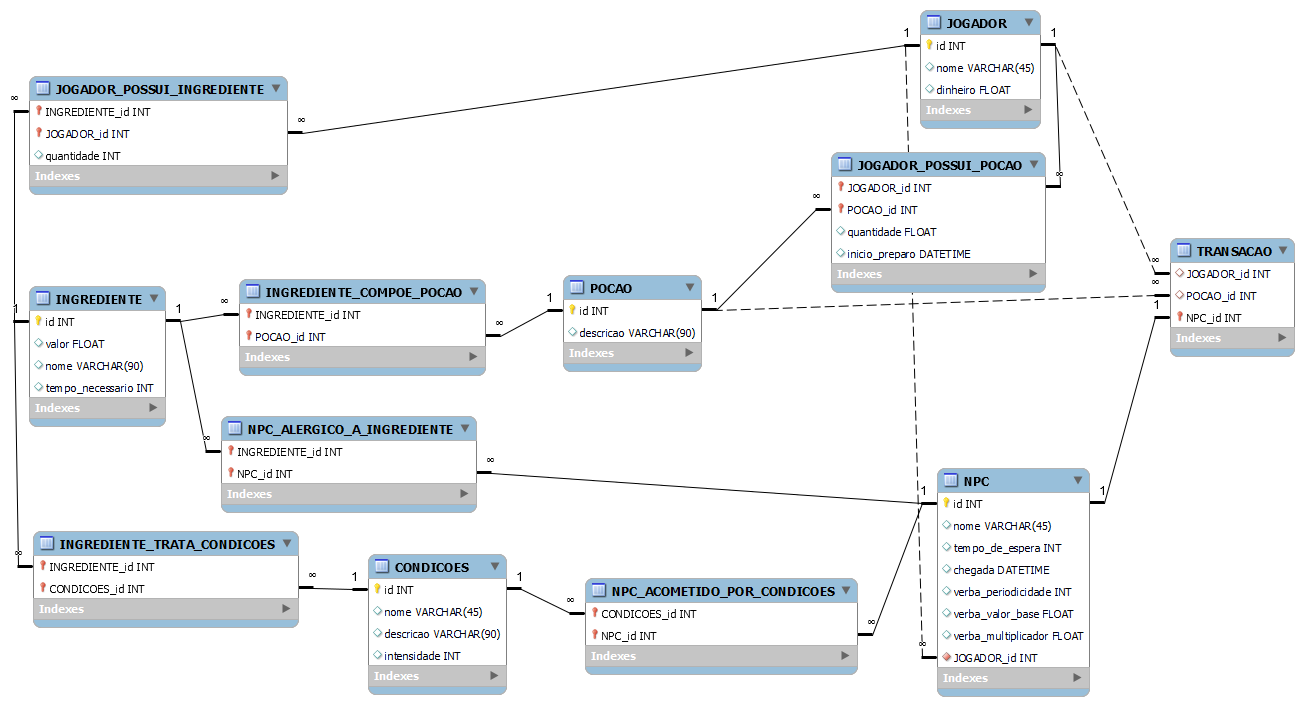 JOGADOR
id INT
nome VARCHAR(45)
dinheiro FLOAT
Indexes
1
1
JOGADOR_POSSUI_INGREDIENTE
INGREDIENTE_id INT
JOGADOR_id INT
quantidade INT
Indexes
∞
∞
JOGADOR_POSSUI_POCAO
JOGADOR_id INT
POCAO_id INT
quantidade FLOAT
inicio_preparo DATETIME
Indexes
∞
∞
TRANSACAO
JOGADOR_id INT
POCAO_id INT
NPC_id INT
Indexes
∞
∞
1
INGREDIENTE
id INT
valor FLOAT
nome VARCHAR(90)
tempo_necessario INT
Indexes
1
1
INGREDIENTE_COMPOE_POCAO
INGREDIENTE_id INT
POCAO_id INT
Indexes
∞
∞
POCAO
id INT
descricao VARCHAR(90)
Indexes
1
1
NPC_ALERGICO_A_INGREDIENTE
INGREDIENTE_id INT
NPC_id INT
Indexes
∞
∞
NPC
id INT
nome VARCHAR(45)
tempo_de_espera INT
chegada DATETIME
verba_periodicidade INT
verba_valor_base FLOAT
verba_multiplicador FLOAT
JOGADOR_id INT
Indexes
1
1
∞
INGREDIENTE_TRATA_CONDICOES
INGREDIENTE_id INT
CONDICOES_id INT
Indexes
∞
∞
CONDICOES
id INT
nome VARCHAR(45)
descricao VARCHAR(90)
intensidade INT
Indexes
1
1
NPC_ACOMETIDO_POR_CONDICOES
CONDICOES_id INT
NPC_id INT
Indexes
∞
∞